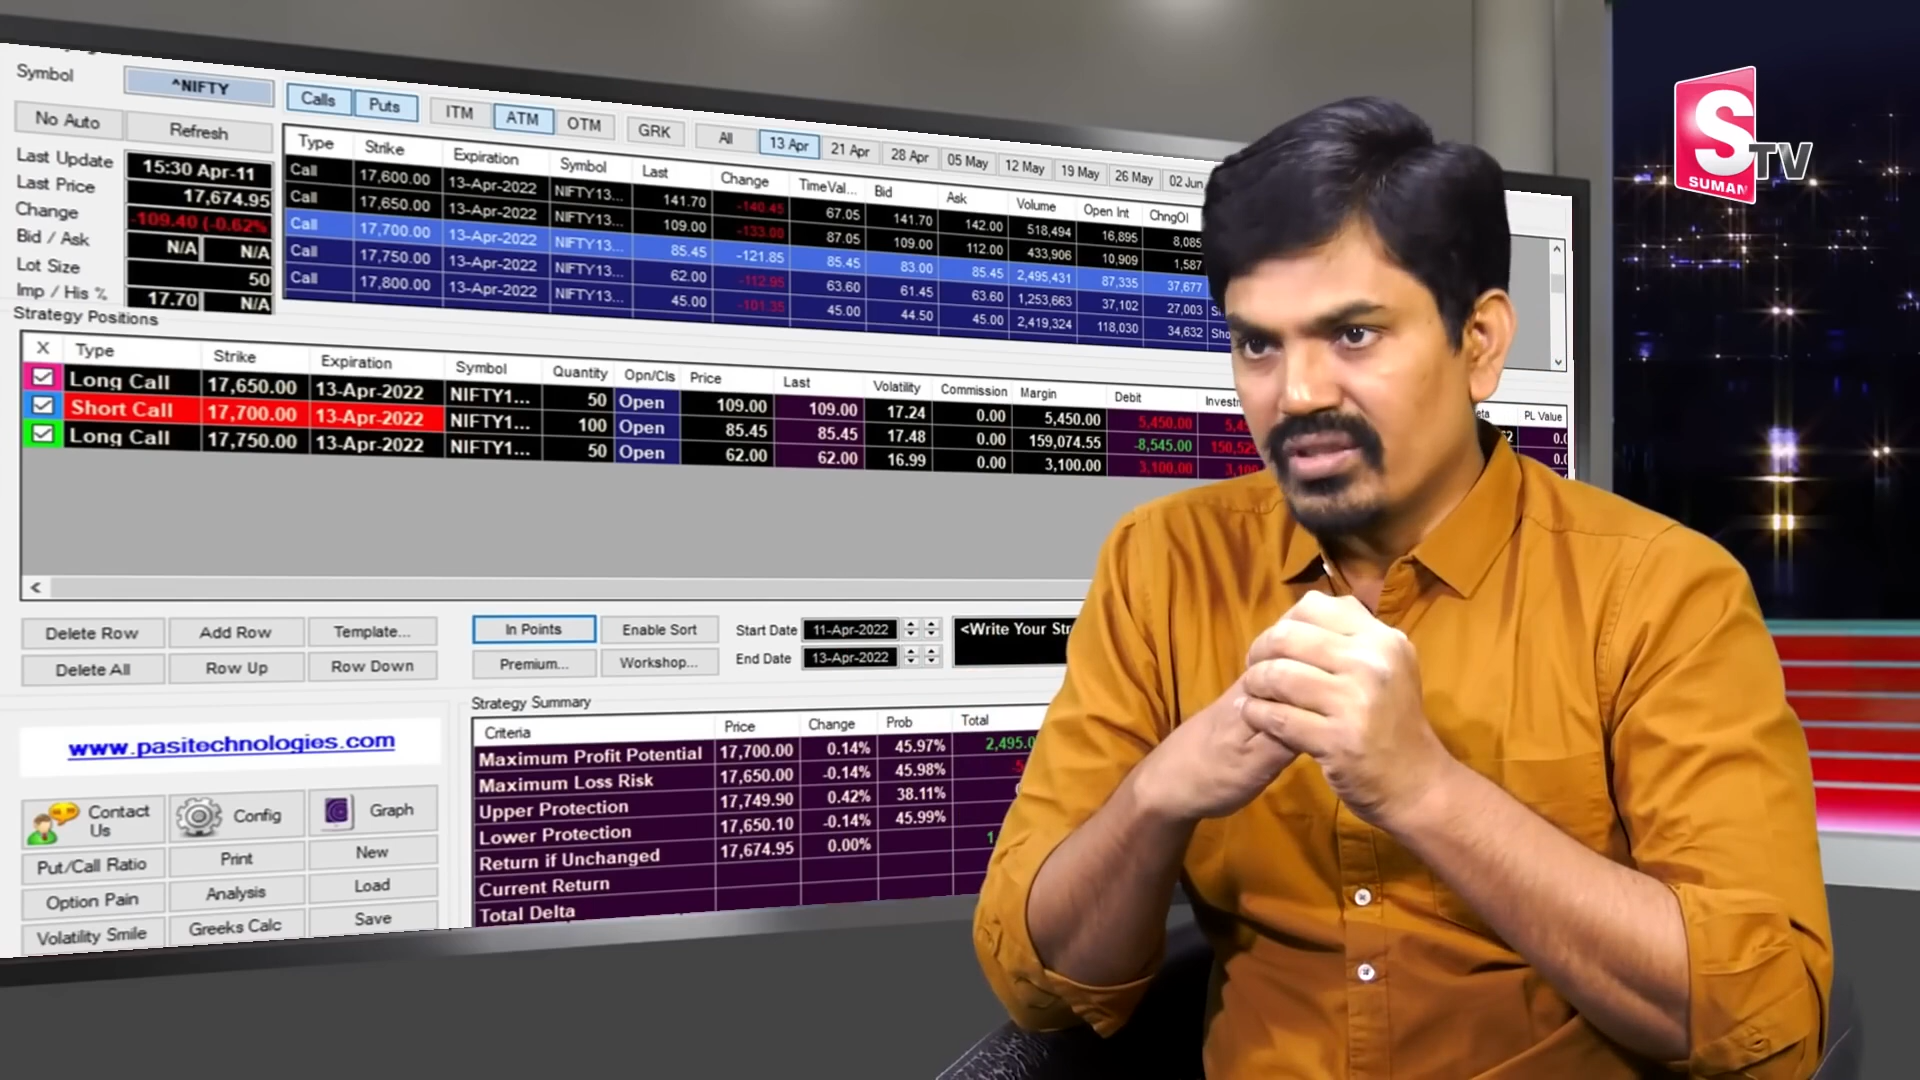 S TV
SUMAN
Symbol ^NIFTY Calls Puts ITM ATM OTM GRK All 13 Apr 21 Apr 28 Apr 05 May 12 May 19 May 26 May 02 Jun
No Auto Refresh
Last Update 15:30 Apr-11
Last Price 17,674.95
Change -109.40 (-0.62%
Bid / Ask N/A N/A
Lot Size 50
Imp / His % 17.70 N/A
Type Strike Expiration Symbol Last Change TimeVal... Bid Ask Volume Open Int ChngOI
Call 17,600.00 13-Apr-2022 NIFTY13... 141.70 -140.45 67.05 141.70 142.00 518,494 16,895 8,085
Call 17,650.00 13-Apr-2022 NIFTY13... 109.00 -133.00 87.05 109.00 112.00 433,906 10,909 1,587
Call 17,700.00 13-Apr-2022 NIFTY13... 85.45 -121.85 85.45 83.00 85.45 2,495,431 87,335 37,677
Call 17,750.00 13-Apr-2022 NIFTY13... 62.00 -112.95 63.60 61.45 63.60 1,253,663 37,102 27,003
Call 17,800.00 13-Apr-2022 NIFTY13... 45.00 -101.35 45.00 44.50 45.00 2,419,324 118,030 34,632 Sho
Strategy Positions
X Type Strike Expiration Symbol Quantity Opn/Cls Price Last Volatility Commission Margin Debit Investm PL Value
Long Call 17,650.00 13-Apr-2022 NIFTY1... 50 Open 109.00 109.00 17.24 0.00 5,450.00 5,450.00 5,45
Short Call 17,700.00 13-Apr-2022 NIFTY1... 100 Open 85.45 85.45 17.48 0.00 159,074.55 -8,545.00 150,529
Long Call 17,750.00 13-Apr-2022 NIFTY1... 50 Open 62.00 62.00 16.99 0.00 3,100.00 3,100.00 3,100
Delete Row Add Row Template... In Points Enable Sort Start Date 11-Apr-2022 <Write Your Str
Delete All Row Up Row Down Premium... Workshop... End Date 13-Apr-2022
Strategy Summary
Criteria Price Change Prob Total
Maximum Profit Potential 17,700.00 0.14% 45.97% 2,495.0
Maximum Loss Risk 17,650.00 -0.14% 45.98%
Upper Protection 17,749.90 0.42% 38.11%
Lower Protection 17,650.10 -0.14% 45.99%
Return if Unchanged 17,674.95 0.00%
Current Return
Total Delta
www.pasitechnologies.com
Contact Us Config Graph
Put/Call Ratio Print New
Option Pain Analysis Load
Volatility Smile Greeks Calc Save